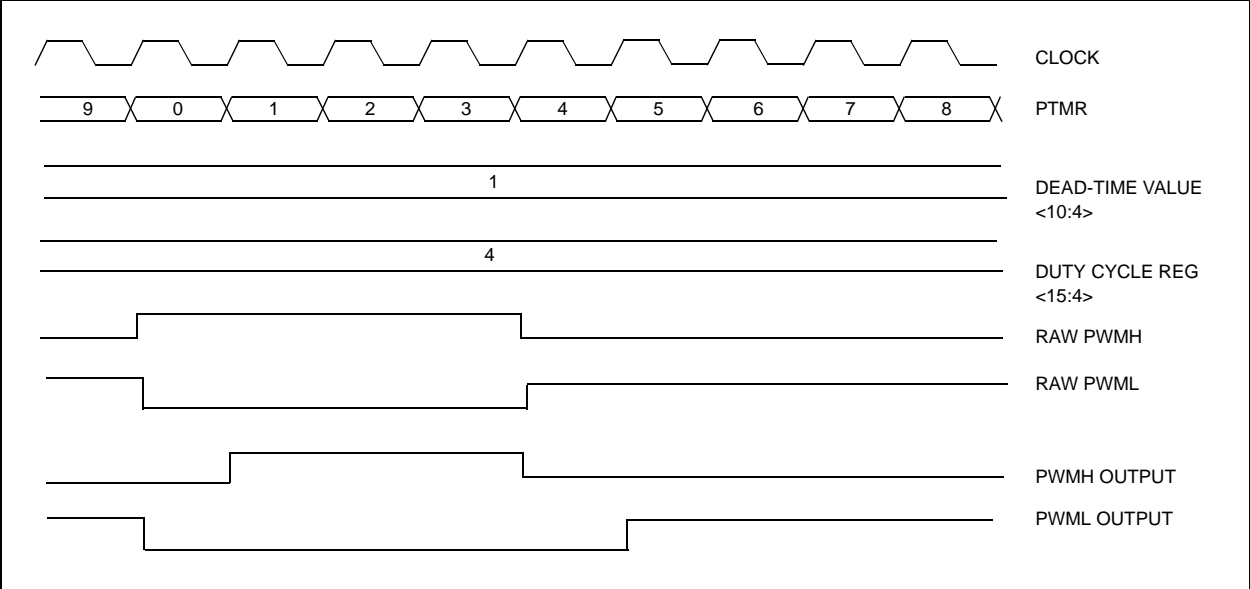 CLOCK
9 0 1 2 3 4 5 6 7 8 PTMR
1
DEAD-TIME VALUE
<10:4>
4
DUTY CYCLE REG
<15:4>
RAW PWMH
RAW PWML
PWMH OUTPUT
PWML OUTPUT